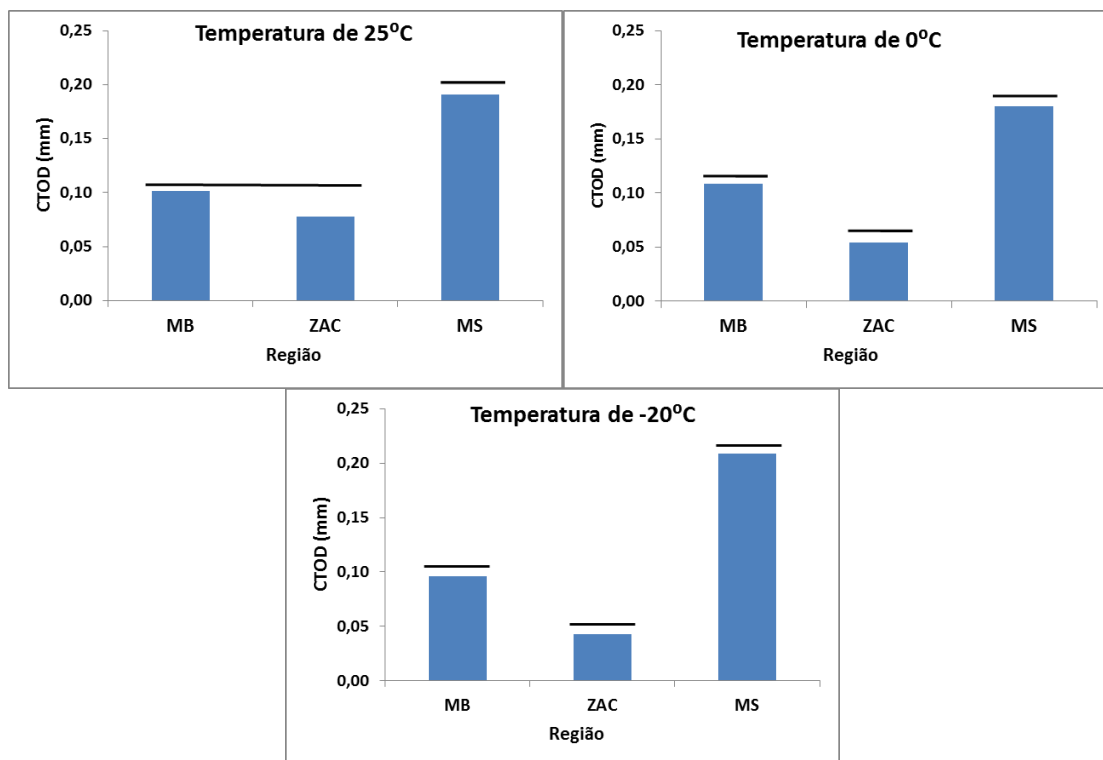 Temperatura de 25⁰C
CTOD (mm)
0,25
0,20
0,15
0,10
0,05
0,00
MB ZAC MS
Região
Temperatura de 0⁰C
CTOD (mm)
0,25
0,20
0,15
0,10
0,05
0,00
MB ZAC MS
Região
Temperatura de -20⁰C
CTOD (mm)
0,25
0,20
0,15
0,10
0,05
0,00
MB ZAC MS
Região